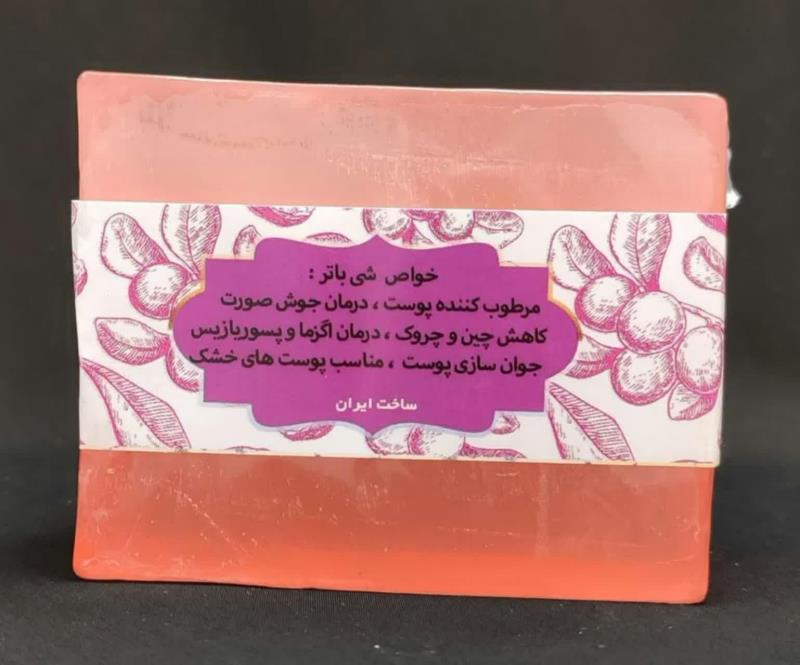 خواص شی باتر :
مرطوب کننده پوست ، درمان جوش صورت
کاهش چین و چروک ، درمان اگزما و پسوریازیس
جوان سازی پوست ، مناسب پوست های خشک
ساخت ایران